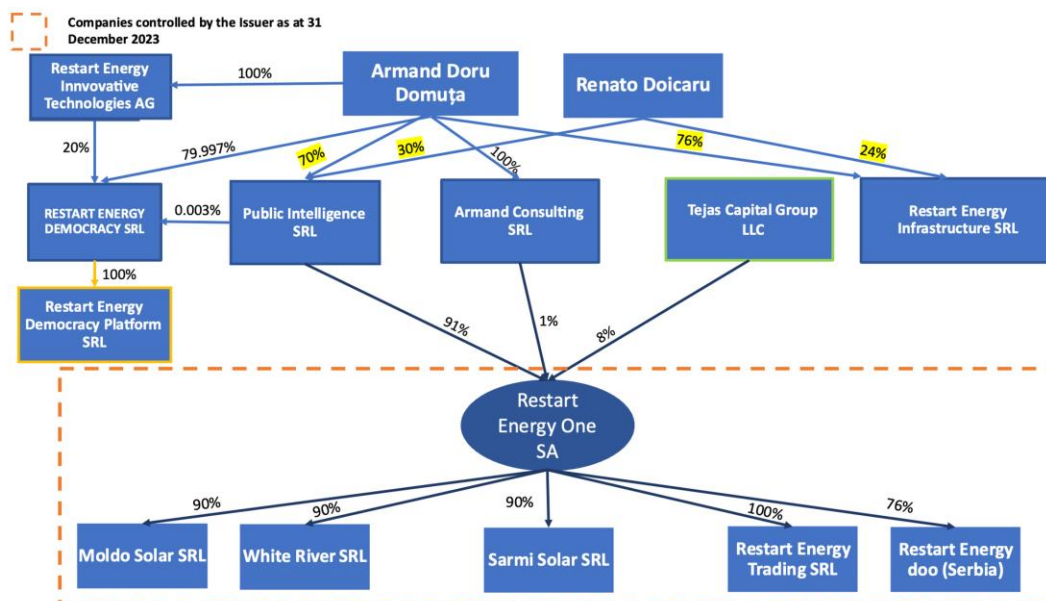 Companies controlled by the Issuer as at 31
December 2023
Restart Energy
Innvovative
Technologies AG
100%
Armand Doru
Domuța
Renato Doicaru
20%
79.997%
70%
30%
100%
76%
24%
RESTART ENERGY
DEMOCRACY SRL
0.003%
Public Intelligence
SRL
Armand Consulting
SRL
Tejas Capital Group
LLC
Restart Energy
Infrastructure SRL
100%
Restart Energy
Democracy Platform
SRL
91%
1%
8%
Restart
Energy One
SA
90%
90%
90%
100%
76%
Moldo Solar SRL
White River SRL
Sarmi Solar SRL
Restart Energy
Trading SRL
Restart Energy
doo (Serbia)